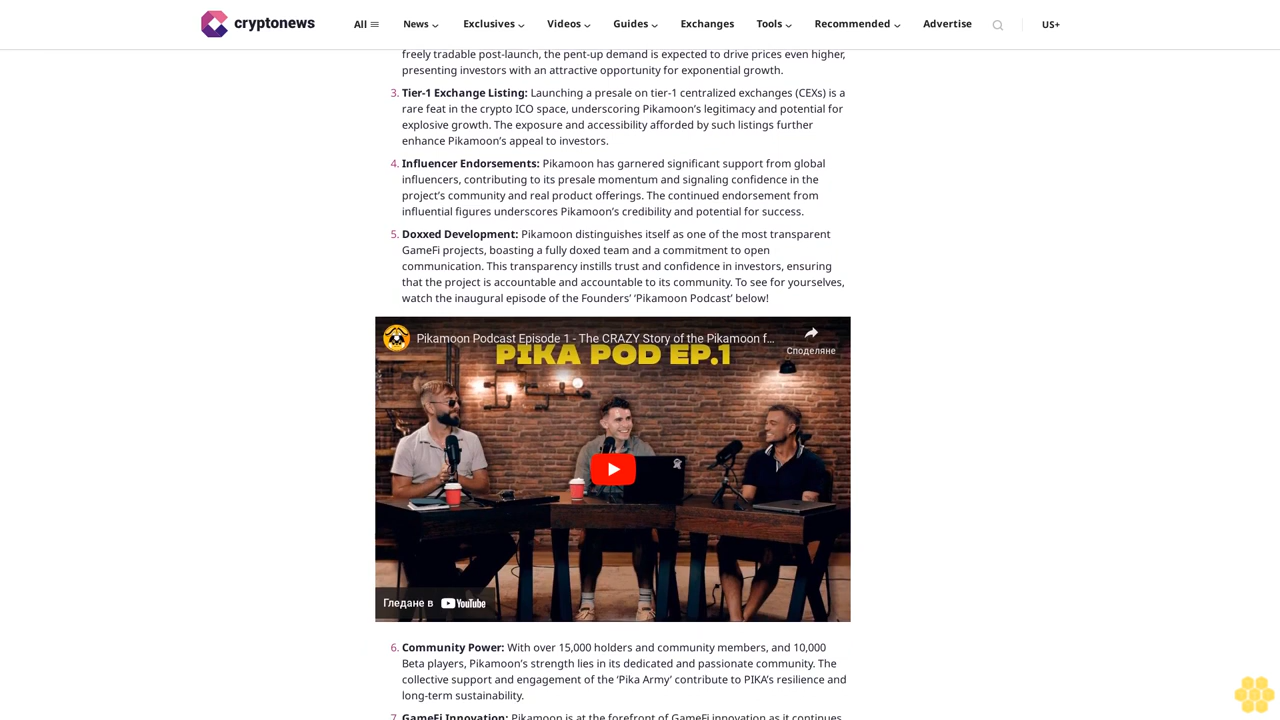 cryptonews
All
News
Exclusives
Videos
Guides
Exchanges
Tools
Recommended
Advertise
US+
freely tradable post-launch, the pent-up demand is expected to drive prices even higher,
presenting investors with an attractive opportunity for exponential growth.
3. Tier-1 Exchange Listing: Launching a presale on tier-1 centralized exchanges (CEXs) is a
rare feat in the crypto ICO space, underscoring Pikamoon’s legitimacy and potential for
explosive growth. The exposure and accessibility afforded by such listings further
enhance Pikamoon’s appeal to investors.
4. Influencer Endorsements: Pikamoon has garnered significant support from global
influencers, contributing to its presale momentum and signaling confidence in the
project’s community and real product offerings. The continued endorsement from
influential figures underscores Pikamoon’s credibility and potential for success.
5. Doxxed Development: Pikamoon distinguishes itself as one of the most transparent
GameFi projects, boasting a fully doxed team and a commitment to open
communication. This transparency instills trust and confidence in investors, ensuring
that the project is accountable and accountable to its community. To see for yourselves,
watch the inaugural episode of the Founders’ ‘Pikamoon Podcast’ below!
Pikamoon Podcast Episode 1 - The CRAZY Story of the Pikamoon f...
Споделяне
PIKA POD EP.1
Гледане в YouTube
6. Community Power: With over 15,000 holders and community members, and 10,000
Beta players, Pikamoon’s strength lies in its dedicated and passionate community. The
collective support and engagement of the ‘Pika Army’ contribute to PIKA’s resilience and
long-term sustainability.
7. GameFi Innovation: Pikamoon is at the forefront of GameFi innovation as it continues